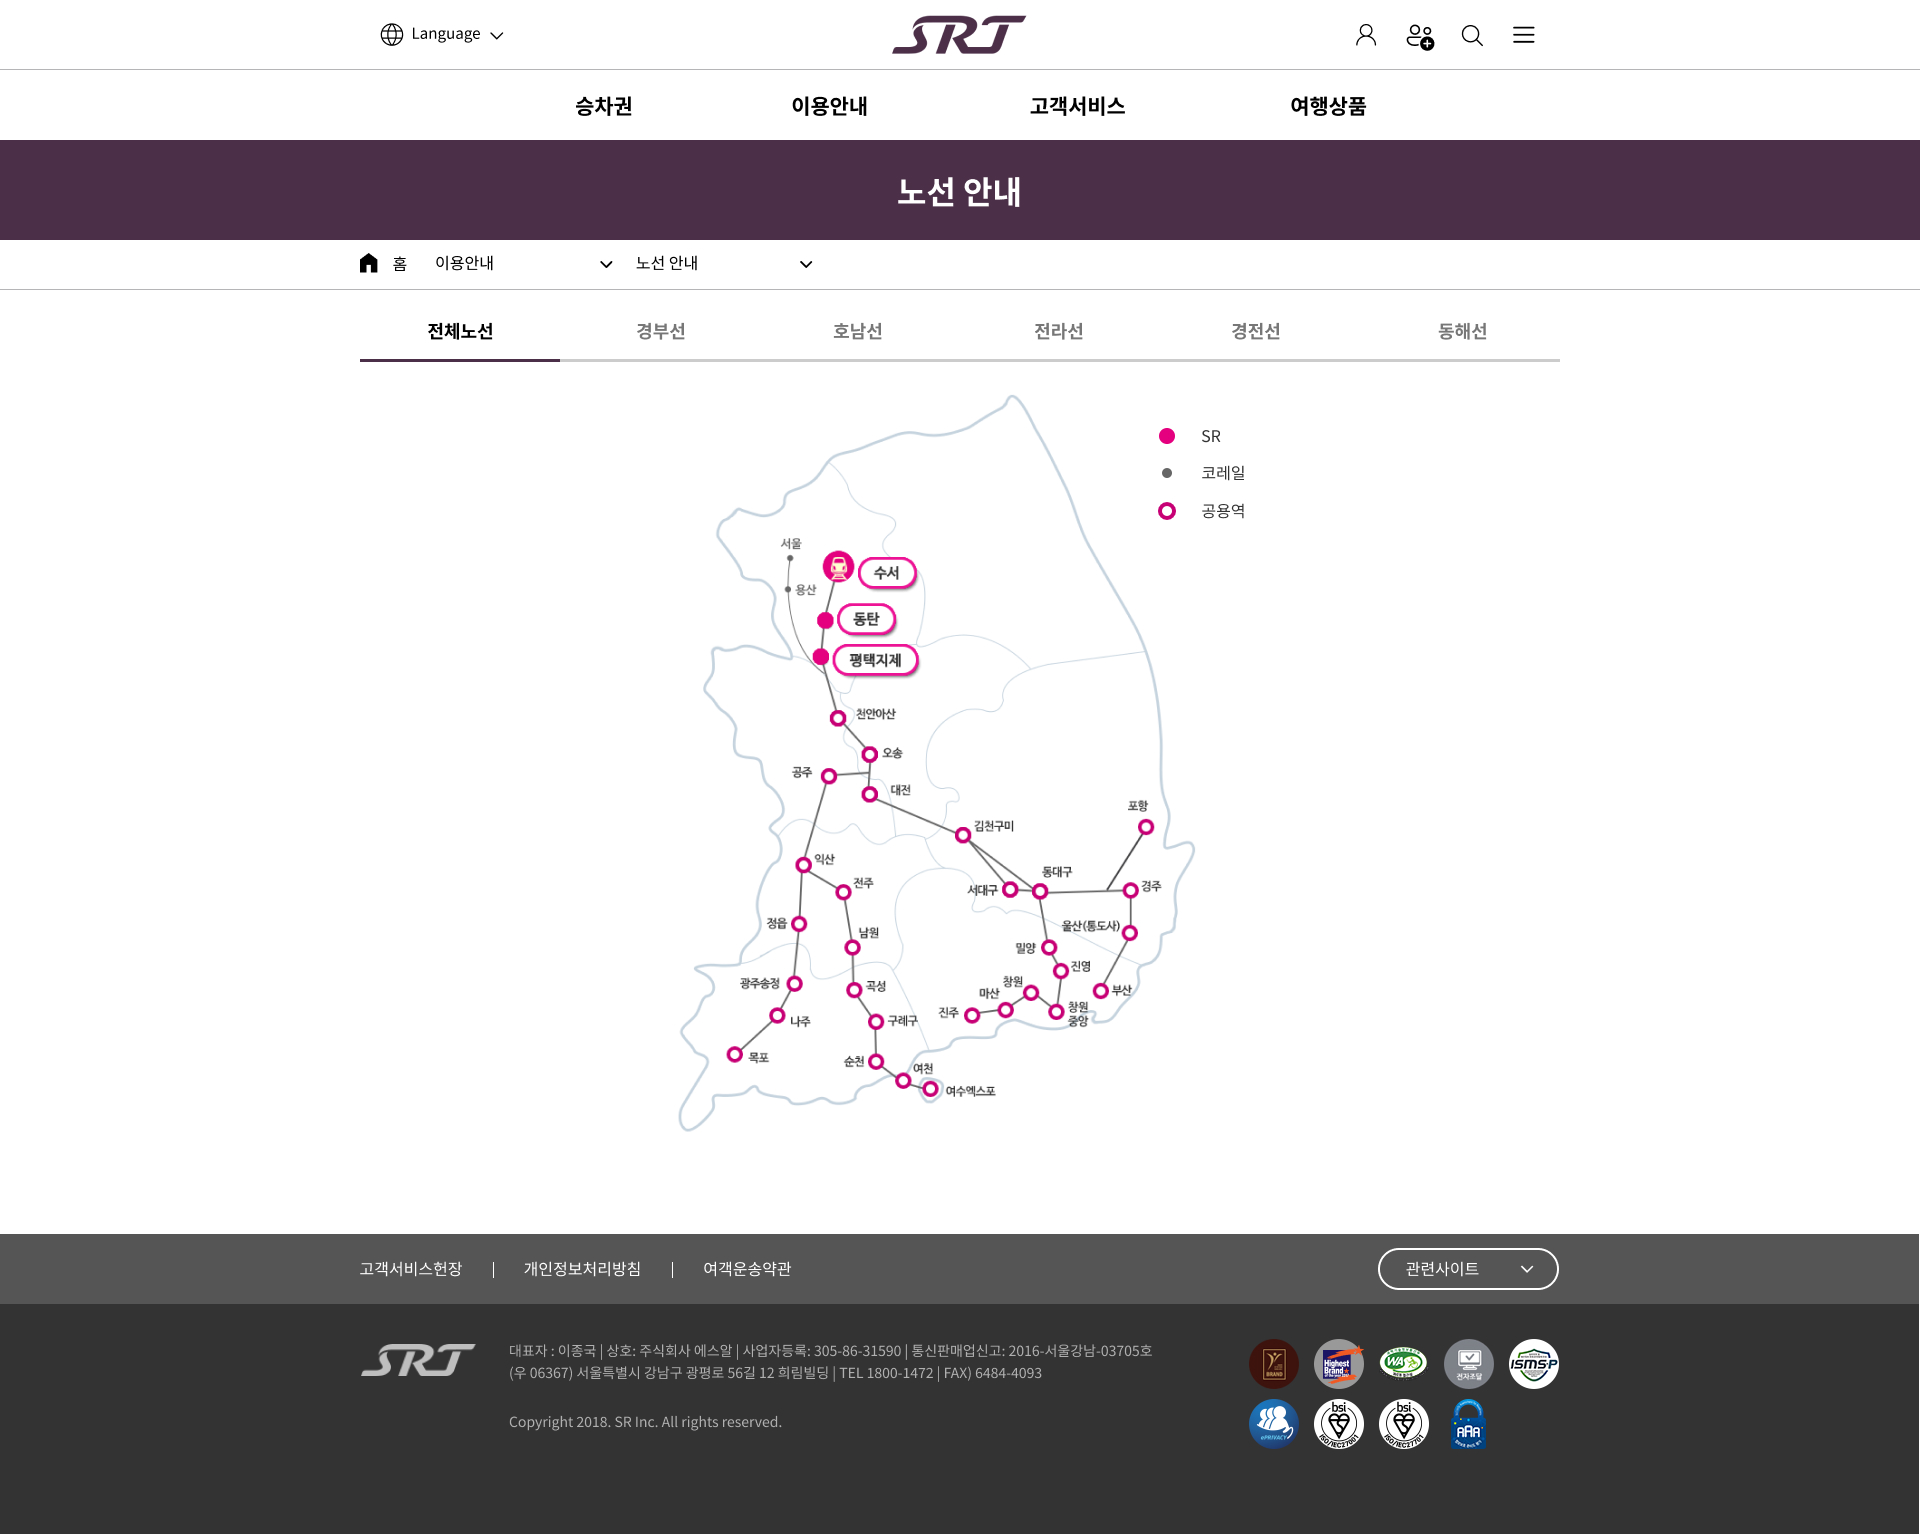 Language
SRT
승차권
이용안내
고객서비스
여행상품
노선 안내
홈
이용안내
노선 안내
전체노선
경부선
호남선
전라선
경전선
동해선
SR
코레일
공용역
서울
용산
수서
동탄
평택지제
천안아산
오송
공주
대전
김천구미
포항
익산
전주
서대구
동대구
경주
정읍
남원
울산(통도사)
밀양
진영
광주송정
곡성
마산
창원
부산
나주
구례구
진주
창원
중앙
목포
순천
여천
여수엑스포
고객서비스헌장
개인정보처리방침
여객운송약관
관련사이트
SRT
대표자 : 이종국 | 상호: 주식회사 에스알 | 사업자등록: 305-86-31590 | 통신판매업신고: 2016-서울강남-03705호
(우 06367) 서울특별시 강남구 광평로 56길 12 희림빌딩 | TEL 1800-1472 | FAX) 6484-4093
Copyright 2018. SR Inc. All rights reserved.
BRAND
Highest
Brand
WA
전자조달
ISMS-P
ePRIVACY
bsi
ISO/IEC27001
bsi
ISO/IEC27701
AAA